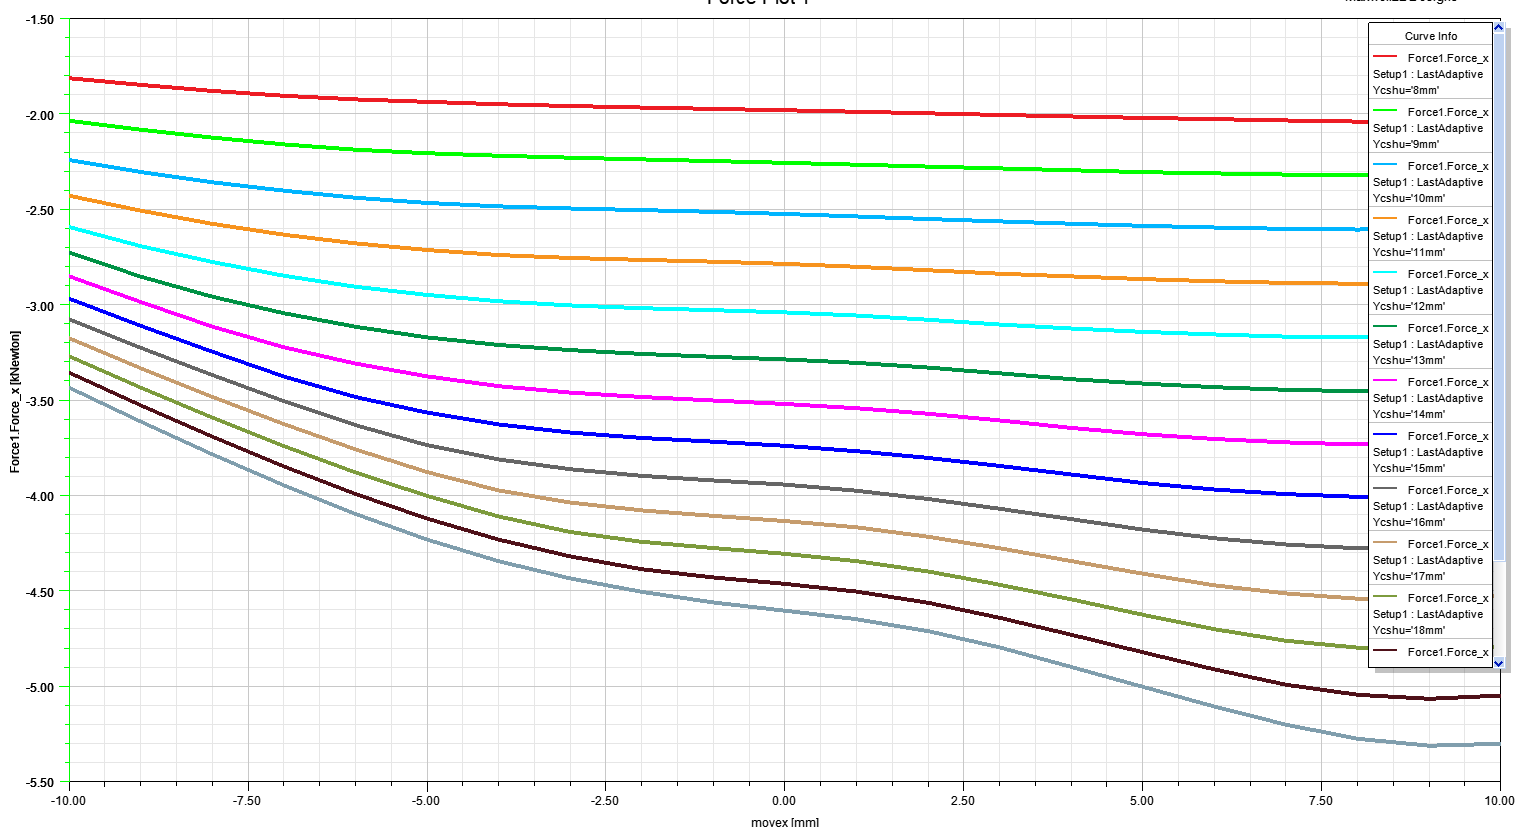 Force Plot 1
-1.50
-2.00
-2.50
-3.00
-3.50
-4.00
-4.50
-5.00
-5.50
Force1.Force_x [kNewton]
-10.00 -7.50 -5.00 -2.50 0.00 2.50 5.00 7.50 10.00
movex [mm]
Curve Info
Force1.Force_x
Setup1 : LastAdaptive
Ycshu='8mm'
Force1.Force_x
Setup1 : LastAdaptive
Ycshu='9mm'
Force1.Force_x
Setup1 : LastAdaptive
Ycshu='10mm'
Force1.Force_x
Setup1 : LastAdaptive
Ycshu='11mm'
Force1.Force_x
Setup1 : LastAdaptive
Ycshu='12mm'
Force1.Force_x
Setup1 : LastAdaptive
Ycshu='13mm'
Force1.Force_x
Setup1 : LastAdaptive
Ycshu='14mm'
Force1.Force_x
Setup1 : LastAdaptive
Ycshu='15mm'
Force1.Force_x
Setup1 : LastAdaptive
Ycshu='16mm'
Force1.Force_x
Setup1 : LastAdaptive
Ycshu='17mm'
Force1.Force_x
Setup1 : LastAdaptive
Ycshu='18mm'
Force1.Force_x